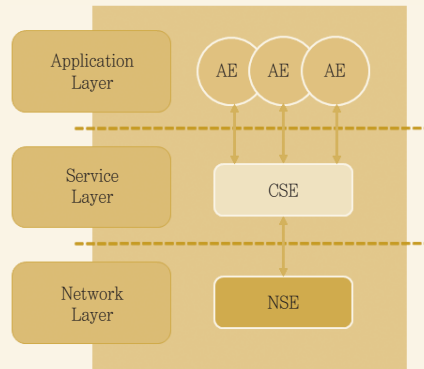 Application
Layer
AE AE AE
Service
Layer
CSE
Network
Layer
NSE